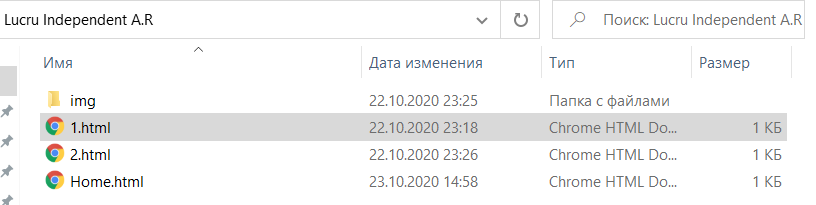 Lucru Independent A.R
Поиск: Lucru Independent A.R
Имя Дата изменения Тип Размер
img 22.10.2020 23:25 Папка с файлами
1.html 22.10.2020 23:18 Chrome HTML Do... 1 КБ
2.html 22.10.2020 23:26 Chrome HTML Do... 1 КБ
Home.html 23.10.2020 14:58 Chrome HTML Do... 1 КБ